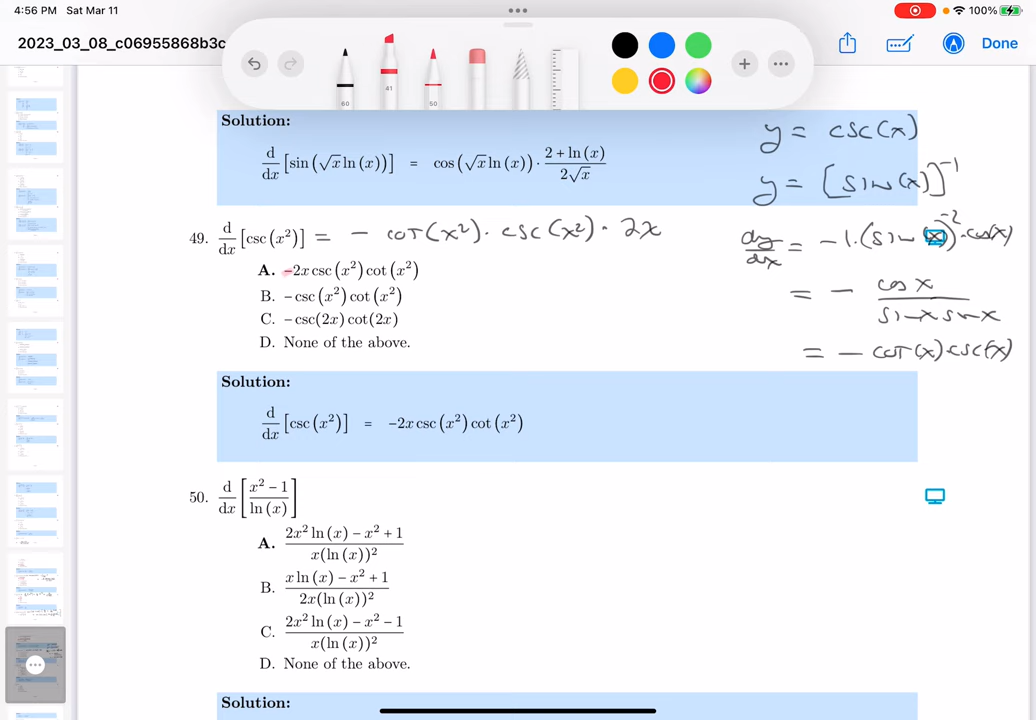 4:56 PM Sat Mar 11
100%
2023_03_08_c06955868b3c
60
41
50
Done
Solution:
d/dx [sin(√x ln(x))] = cos(√x ln(x)) · (2 + ln(x))/(2√x)
y = csc(x)
y = [sin(x)]⁻¹
49. d/dx [csc(x²)] = − cot(x²) · csc(x²) · 2x
dy/dx = −1·(sin(x))⁻² · cos(x)
A. −2x csc(x²) cot(x²)
= − cos x / sin x sin x
B. −csc(x²) cot(x²)
C. −csc(2x) cot(2x)
D. None of the above.
= − cot(x)·csc(x)
Solution:
d/dx [csc(x²)] = −2x csc(x²) cot(x²)
50. d/dx [(x² − 1)/ln(x)]
A. (2x² ln(x) − x² + 1)/(x(ln(x))²)
B. (x ln(x) − x² + 1)/(2x(ln(x))²)
C. (2x² ln(x) − x² − 1)/(x(ln(x))²)
D. None of the above.
Solution: